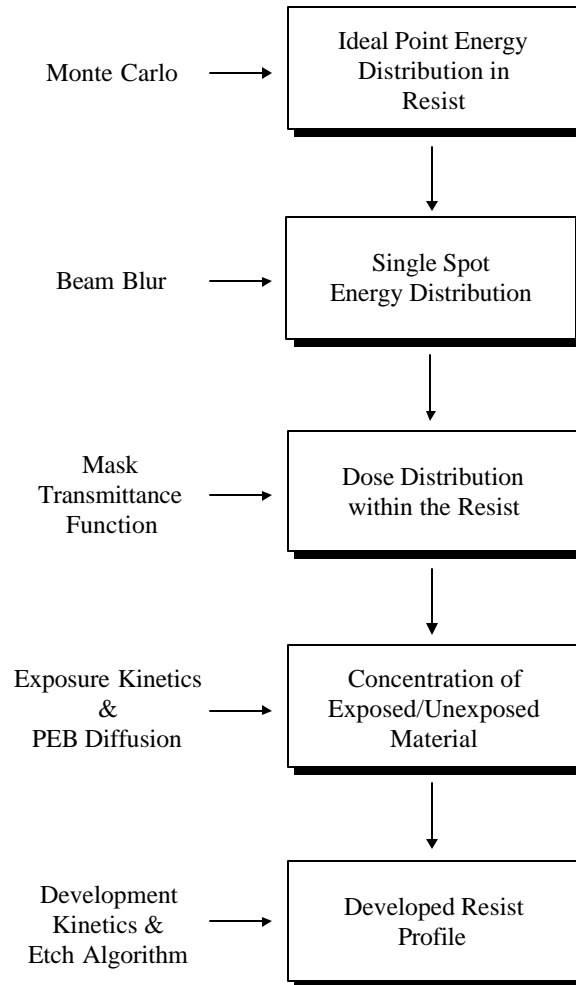 Monte Carlo
Ideal Point Energy
Distribution in
Resist
Beam Blur
Single Spot
Energy Distribution
Mask
Transmittance
Function
Dose Distribution
within the Resist
Exposure Kinetics
&
PEB Diffusion
Concentration of
Exposed/Unexposed
Material
Development
Kinetics &
Etch Algorithm
Developed Resist
Profile